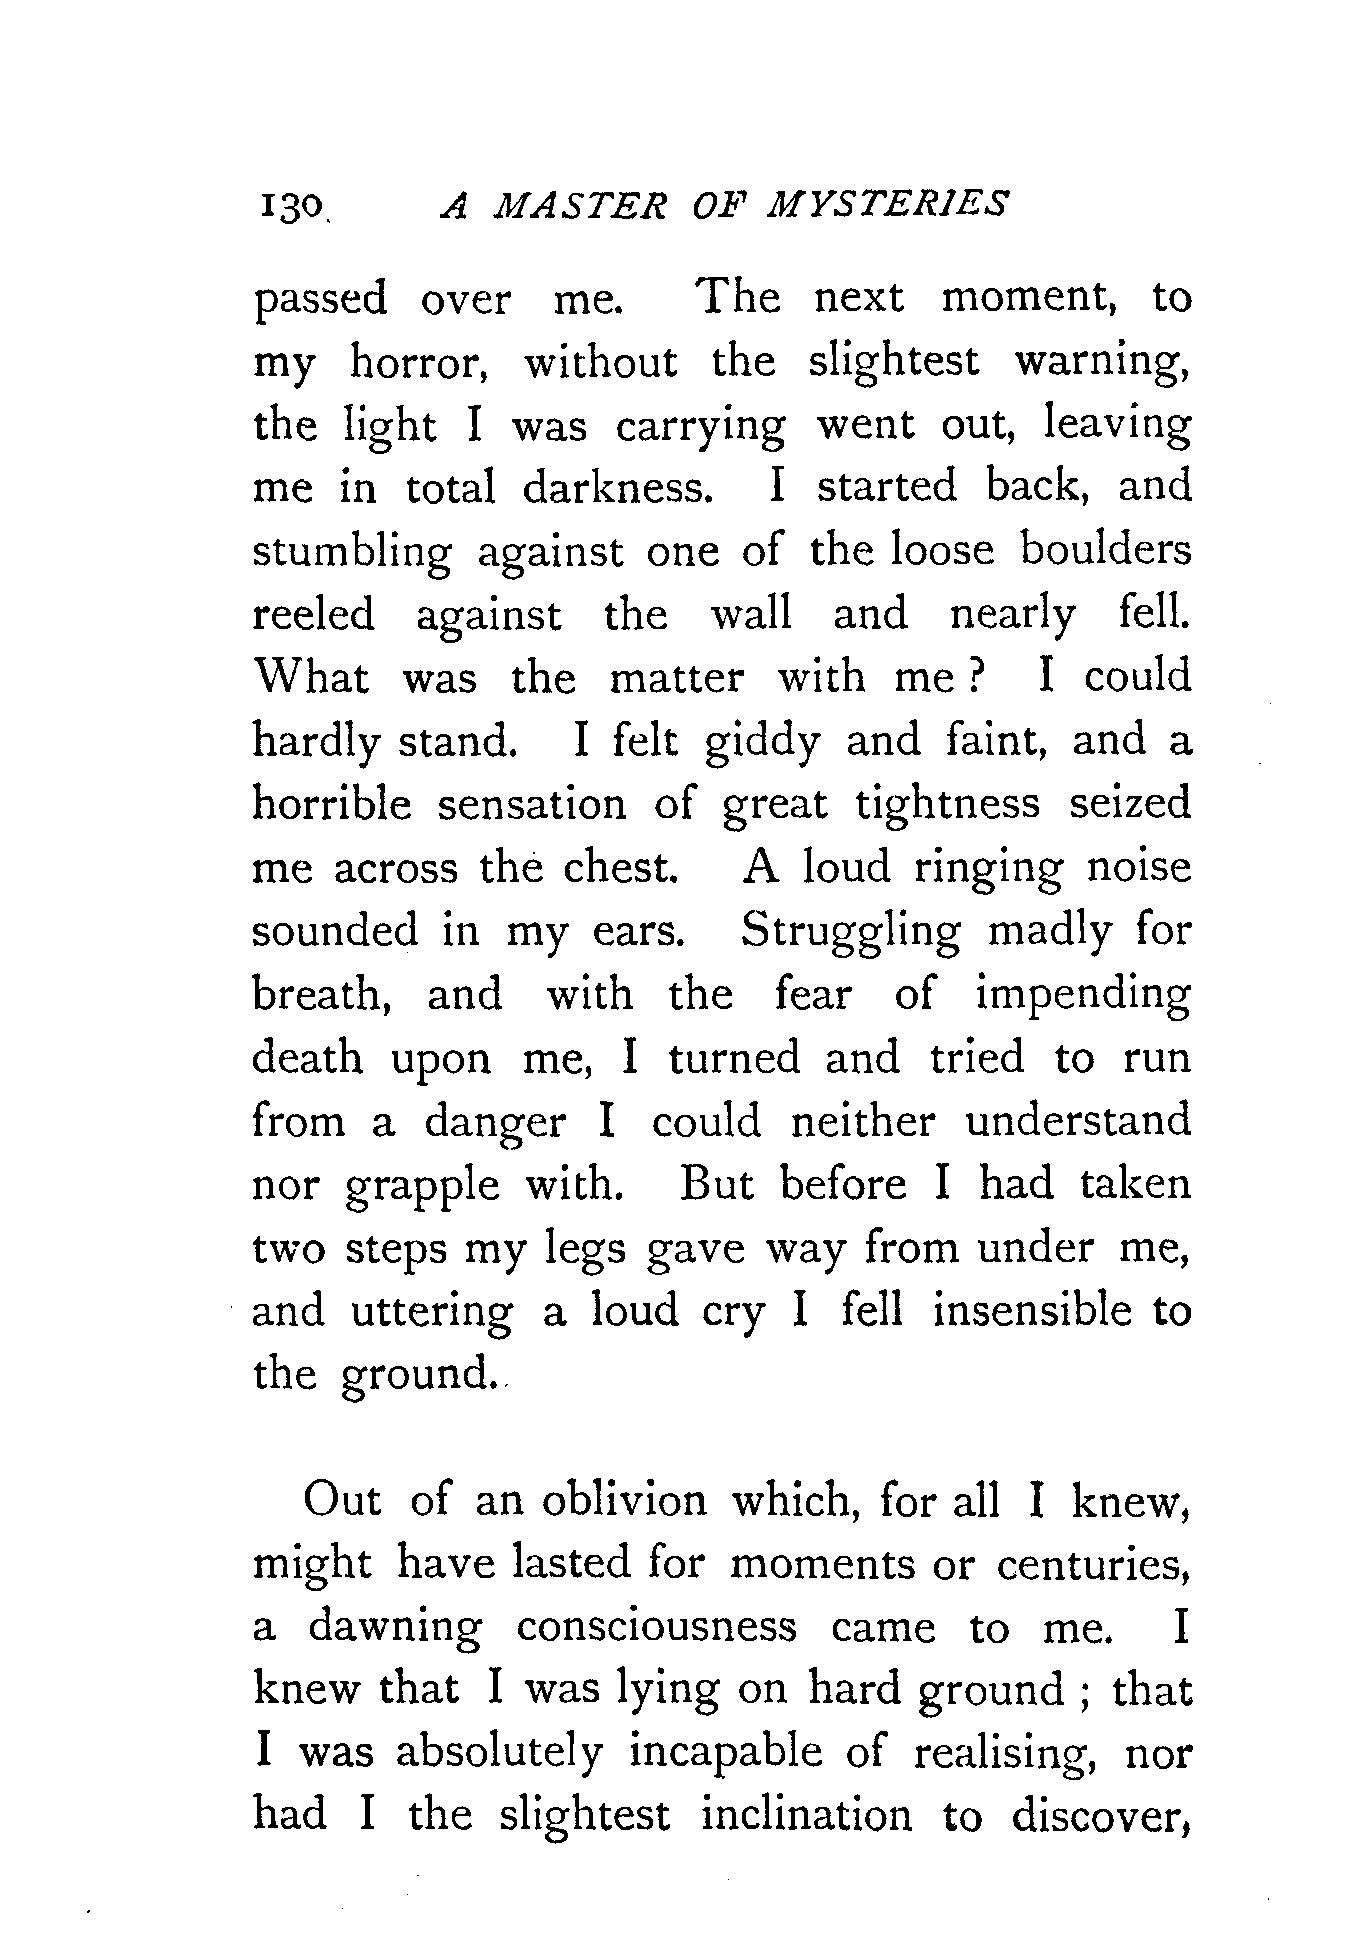 130 A MASTER OF MYSTERIES
passed over me. The next moment, to
my horror, without the slightest warning,
the light I was carrying went out, leaving
me in total darkness. I started back, and
stumbling against one of the loose boulders
reeled against the wall and nearly fell.
What was the matter with me ? I could
hardly stand. I felt giddy and faint, and a
horrible sensation of great tightness seized
me across the chest. A loud ringing noise
sounded in my ears. Struggling madly for
breath, and with the fear of impending
death upon me, I turned and tried to run
from a danger I could neither understand
nor grapple with. But before I had taken
two steps my legs gave way from under me,
and uttering a loud cry I fell insensible to
the ground.
Out of an oblivion which, for all I knew,
might have lasted for moments or centuries,
a dawning consciousness came to me. I
knew that I was lying on hard ground ; that
I was absolutely incapable of realising, nor
had I the slightest inclination to discover,